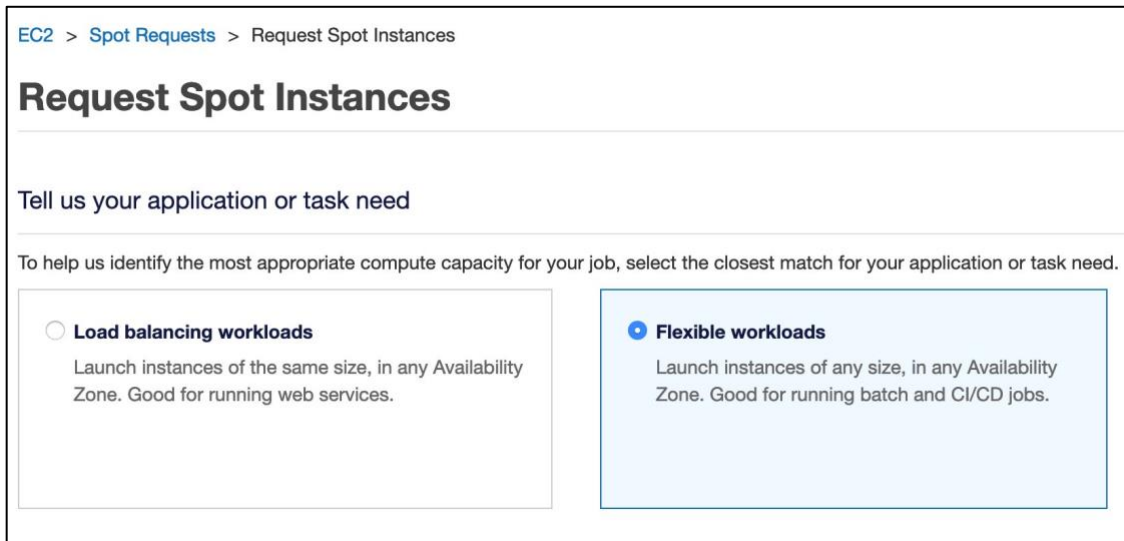 EC2 > Spot Requests > Request Spot Instances
Request Spot Instances
Tell us your application or task need
To help us identify the most appropriate compute capacity for your job, select the closest match for your application or task need.
Load balancing workloads
Launch instances of the same size, in any Availability
Zone. Good for running web services.
Flexible workloads
Launch instances of any size, in any Availability
Zone. Good for running batch and CI/CD jobs.